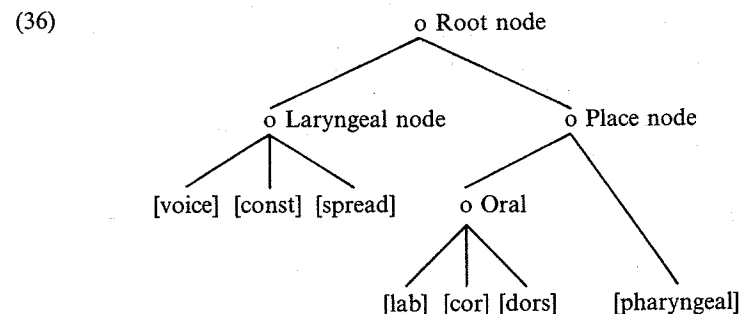 (36)
o Root node
o Laryngeal node o Place node
[voice] [const] [spread] o Oral
[lab] [cor] [dors] [pharyngeal]